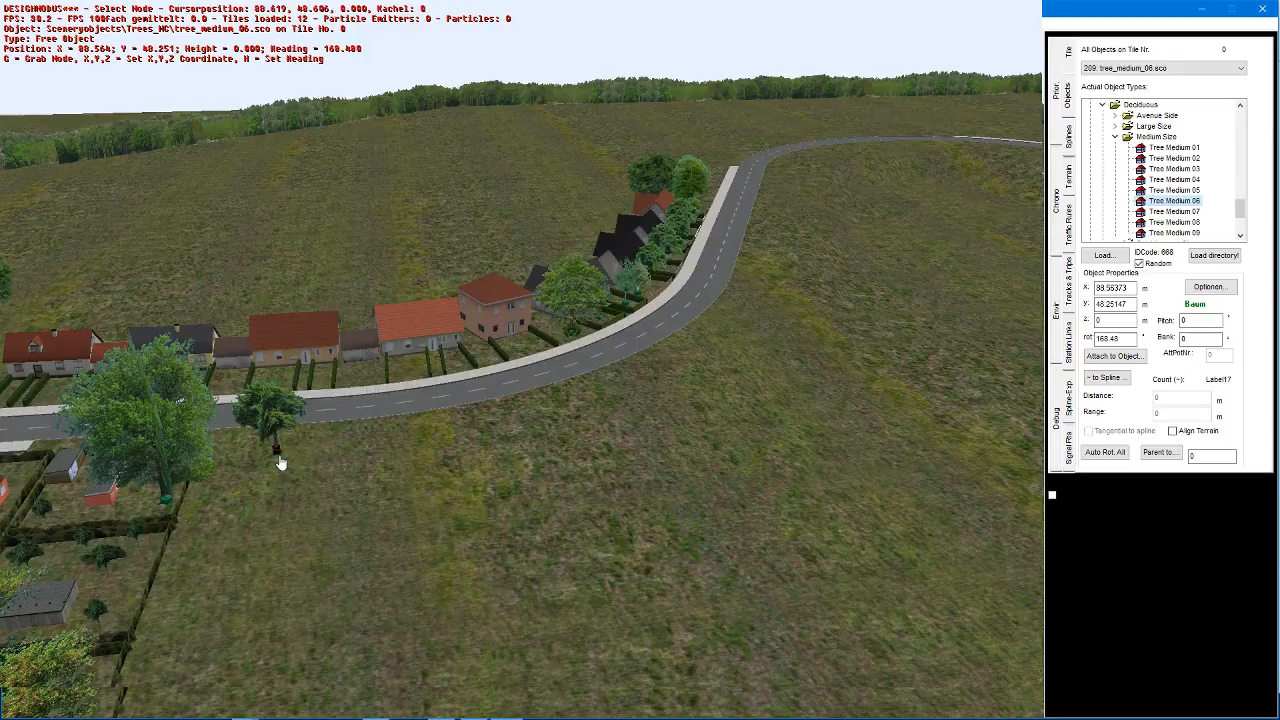 DESIGNMODUS*** - Select Mode - Cursorposition: 88.619, 48.606, 0.000, Kachel: 0
FPS: 30.2 - FPS 100fach gemittelt: 0.0 - Tiles loaded: 12 - Particle Emitters: 0 - Particles: 0
Object: Sceneryobjects\Trees_MC\tree_medium_06.sco on Tile No. 0
Type: Free Object
Position: X = 88.564; Y = 48.251; Height = 0.000; Heading = 168.480
G = Grab Mode, X,Y,Z = Set X,Y,Z Coordinate, H = Set Heading
All Objects on Tile Nr. 0
209: tree_medium_06.sco
Actual Object Types:
Deciduous
Avenue Side
Large Size
Medium Size
Tree Medium 01
Tree Medium 02
Tree Medium 03
Tree Medium 04
Tree Medium 05
Tree Medium 06
Tree Medium 07
Tree Medium 08
Tree Medium 09
Load... IDCode: 668 Load directory!
Random
Object Properties
x: 88.56373 m Optionen...
y: 48.25147 m Baum
z: 0 m Pitch: 0 °
rot 168.48 ° Bank: 0 °
Attach to Object... AttPntNr.: 0
~ to Spline ... Count (~): Label17
Distance: 0 m
Range: 0 m
Tangential to spline Align Terrain
Auto Rot. All Parent to.... 0
Tile
Prior.
Objects
Splines
Terrain
Chrono
Traffic Rules
Tracks & Trips
Envir
Station Links
Spline-Exp.
Debug
Signal Rts